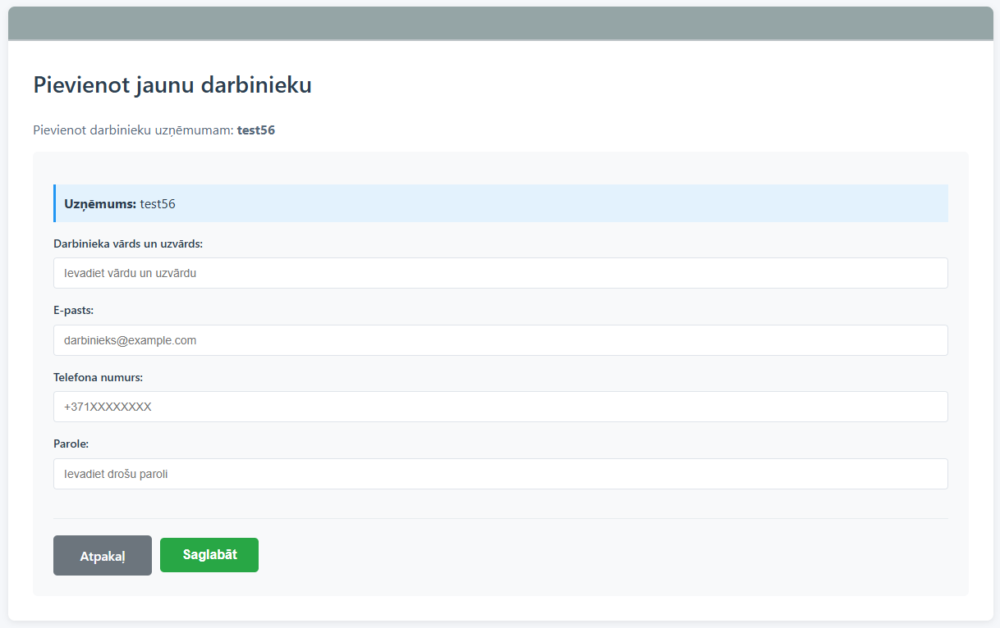 Pievienot jaunu darbinieku
Pievienot darbinieku uzņēmumam: test56
Uzņēmums: test56
Darbinieka vārds un uzvārds:
Ievadiet vārdu un uzvārdu
E-pasts:
darbinieks@example.com
Telefona numurs:
+371XXXXXXXX
Parole:
Ievadiet drošu paroli
Atpakaļ Saglabāt